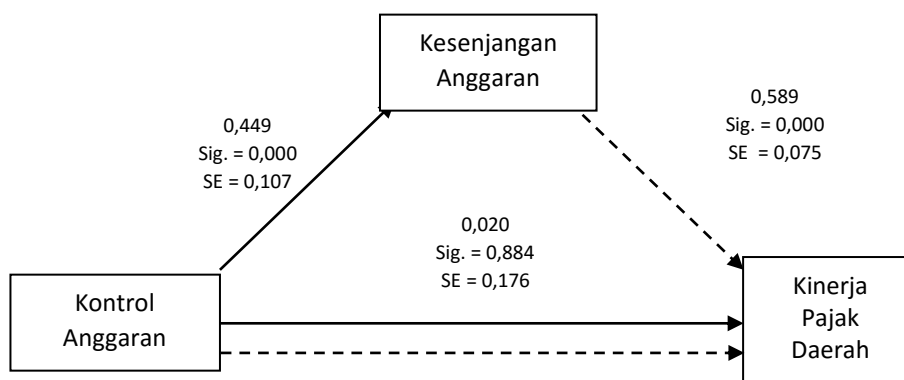 Kesenjangan
Anggaran
0,449
Sig. = 0,000
SE = 0,107
0,589
Sig. = 0,000
SE = 0,075
0,020
Sig. = 0,884
SE = 0,176
Kontrol
Anggaran
Kinerja
Pajak
Daerah